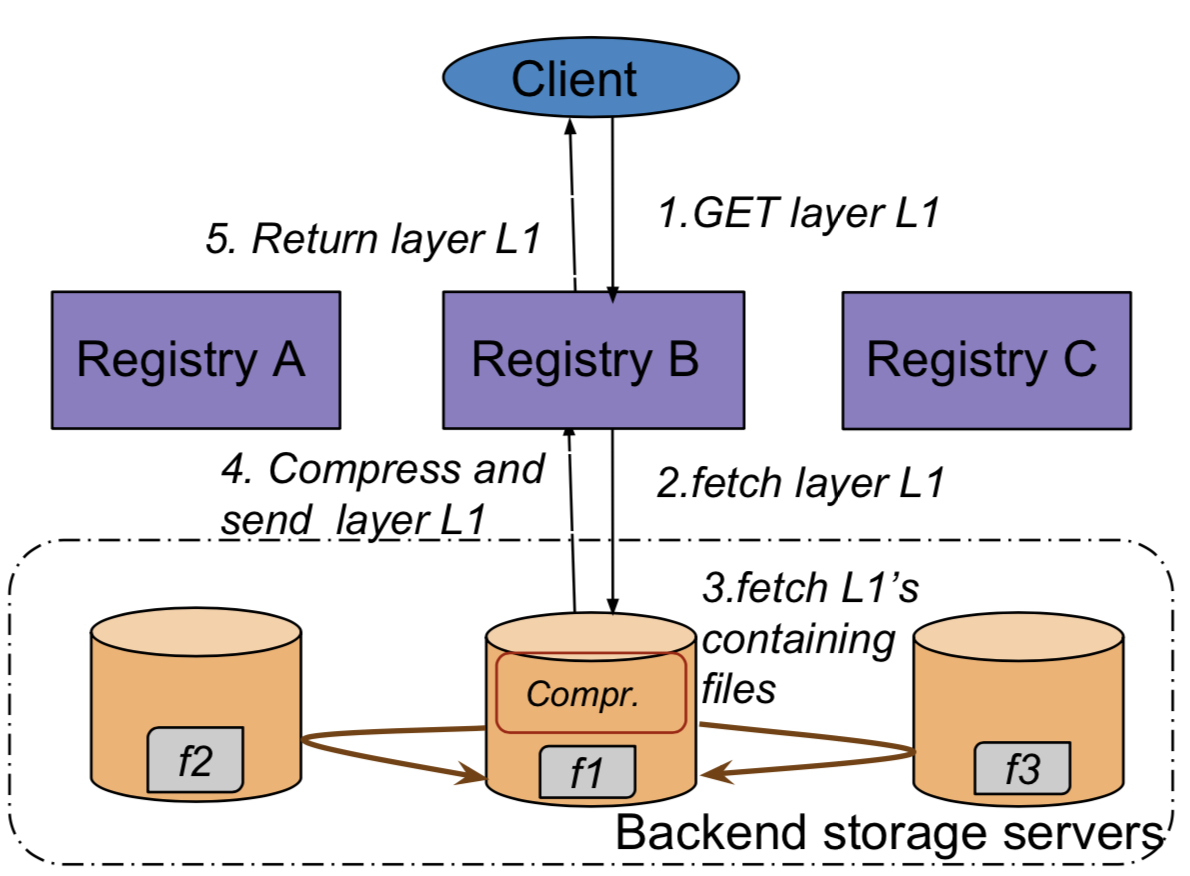 Client
1.GET layer L1
5. Return layer L1
Registry A
Registry B
Registry C
4. Compress and
send layer L1
2.fetch layer L1
3.fetch L1’s
containing
files
Compr.
f2
f1
f3
Backend storage servers